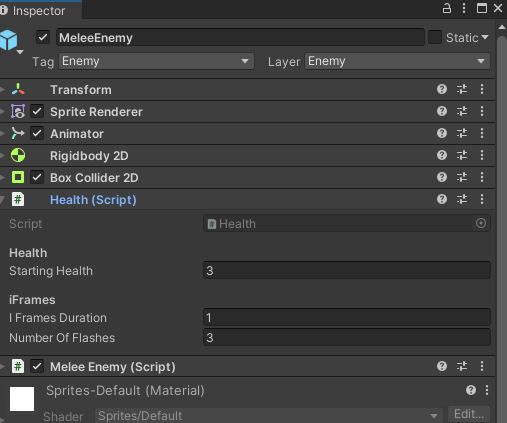 Inspector
MeleeEnemy Static
Tag Enemy Layer Enemy
Transform
Sprite Renderer
Animator
Rigidbody 2D
Box Collider 2D
Health (Script)
Script Health
Health
Starting Health 3
iFrames
I Frames Duration 1
Number Of Flashes 3
Melee Enemy (Script)
Sprites-Default (Material)
Shader Sprites/Default Edit...